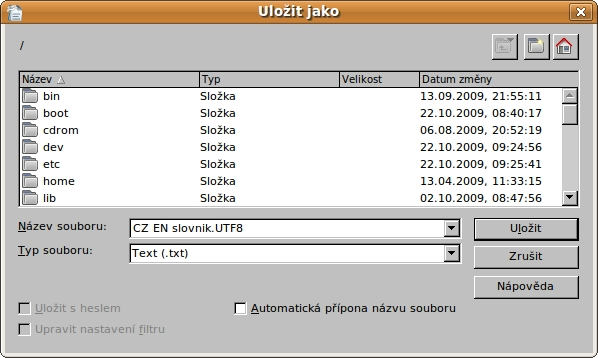 Uložit jako
/
Název Typ Velikost Datum změny
bin Složka 13.09.2009, 21:55:11
boot Složka 22.10.2009, 08:40:17
cdrom Složka 06.08.2009, 20:52:19
dev Složka 22.10.2009, 09:24:56
etc Složka 22.10.2009, 09:25:41
home Složka 13.04.2009, 11:33:15
lib Složka 02.10.2009, 08:47:56
Název souboru: CZ EN slovnik.UTF8 Uložit
Typ souboru: Text (.txt) Zrušit
Nápověda
Uložit s heslem Automatická přípona názvu souboru
Upravit nastavení filtru